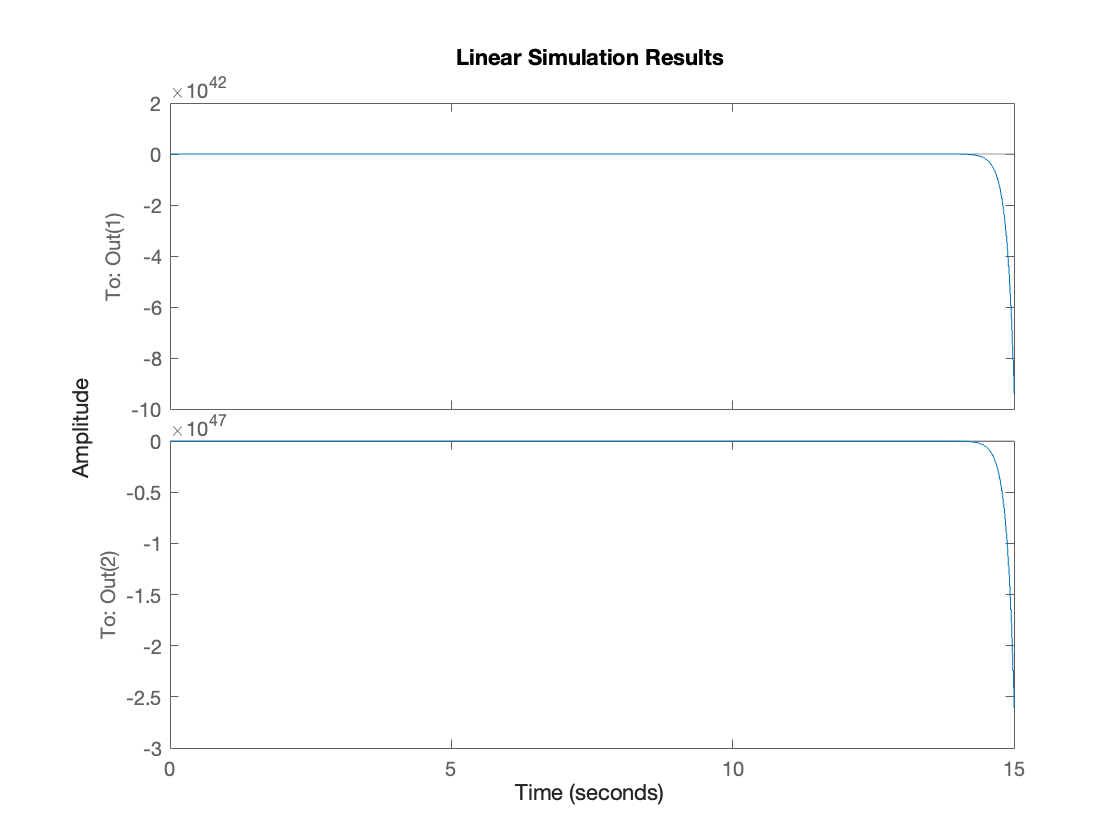 Linear Simulation Results
×10^42
2
0
-2
-4
-6
-8
-10
To: Out(1)
Amplitude
×10^47
0
-0.5
-1
-1.5
-2
-2.5
-3
To: Out(2)
0 5 10 15
Time (seconds)